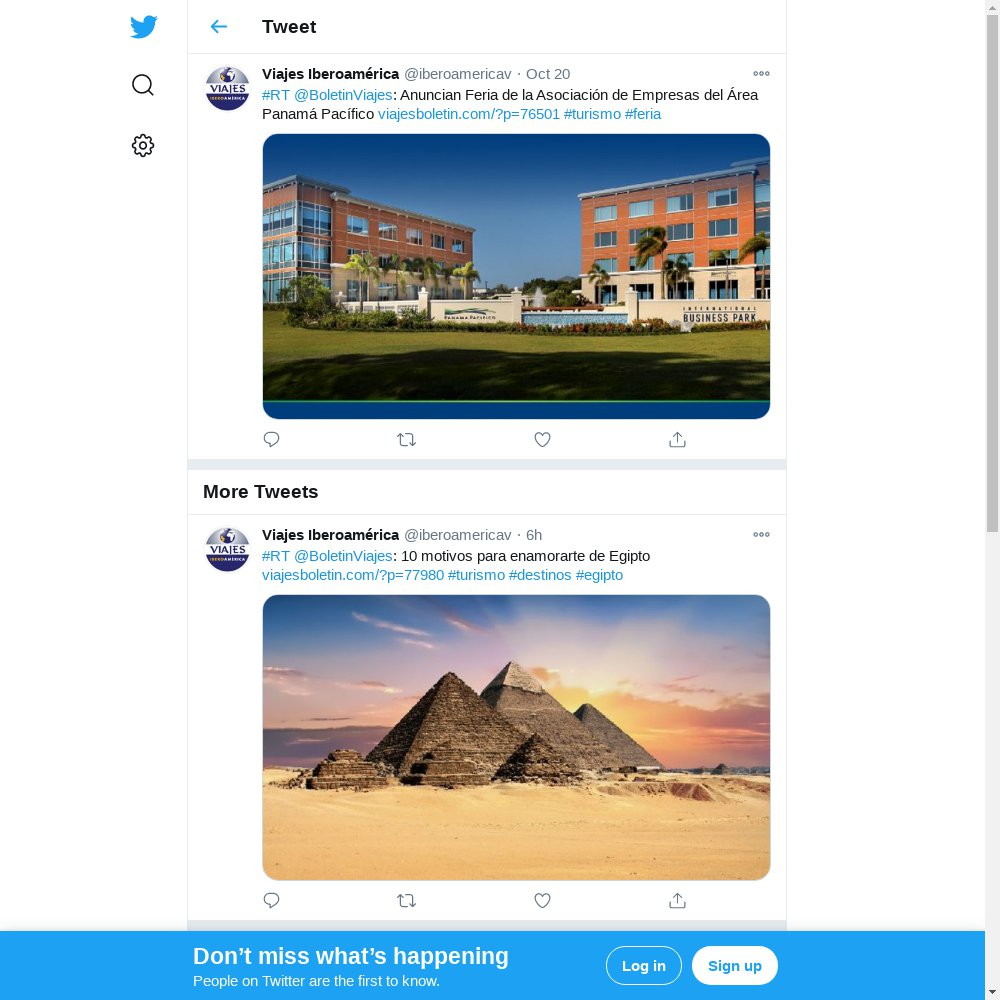 Tweet
VIAJES
IBEROAMÉRICA
Viajes Iberoamérica @iberoamericav · Oct 20
#RT @BoletinViajes: Anuncian Feria de la Asociación de Empresas del Área
Panamá Pacífico viajesboletin.com/?p=76501 #turismo #feria
PANAMA PACIFICO
INTERNATIONAL
BUSINESS PARK
More Tweets
VIAJES
IBEROAMÉRICA
Viajes Iberoamérica @iberoamericav · 6h
#RT @BoletinViajes: 10 motivos para enamorarte de Egipto
viajesboletin.com/?p=77980 #turismo #destinos #egipto
Don’t miss what’s happening
People on Twitter are the first to know.
Log in
Sign up